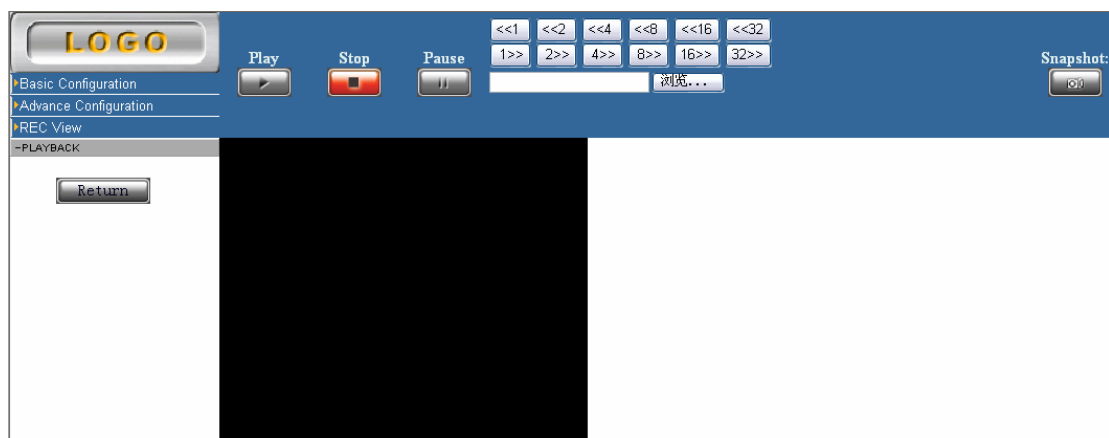 LOGO
Basic Configuration
Advance Configuration
REC View
-PLAYBACK
Return
Play
Stop
Pause
<<1 <<2 <<4 <<8 <<16 <<32
1>> 2>> 4>> 8>> 16>> 32>>
浏览...
Snapshot: